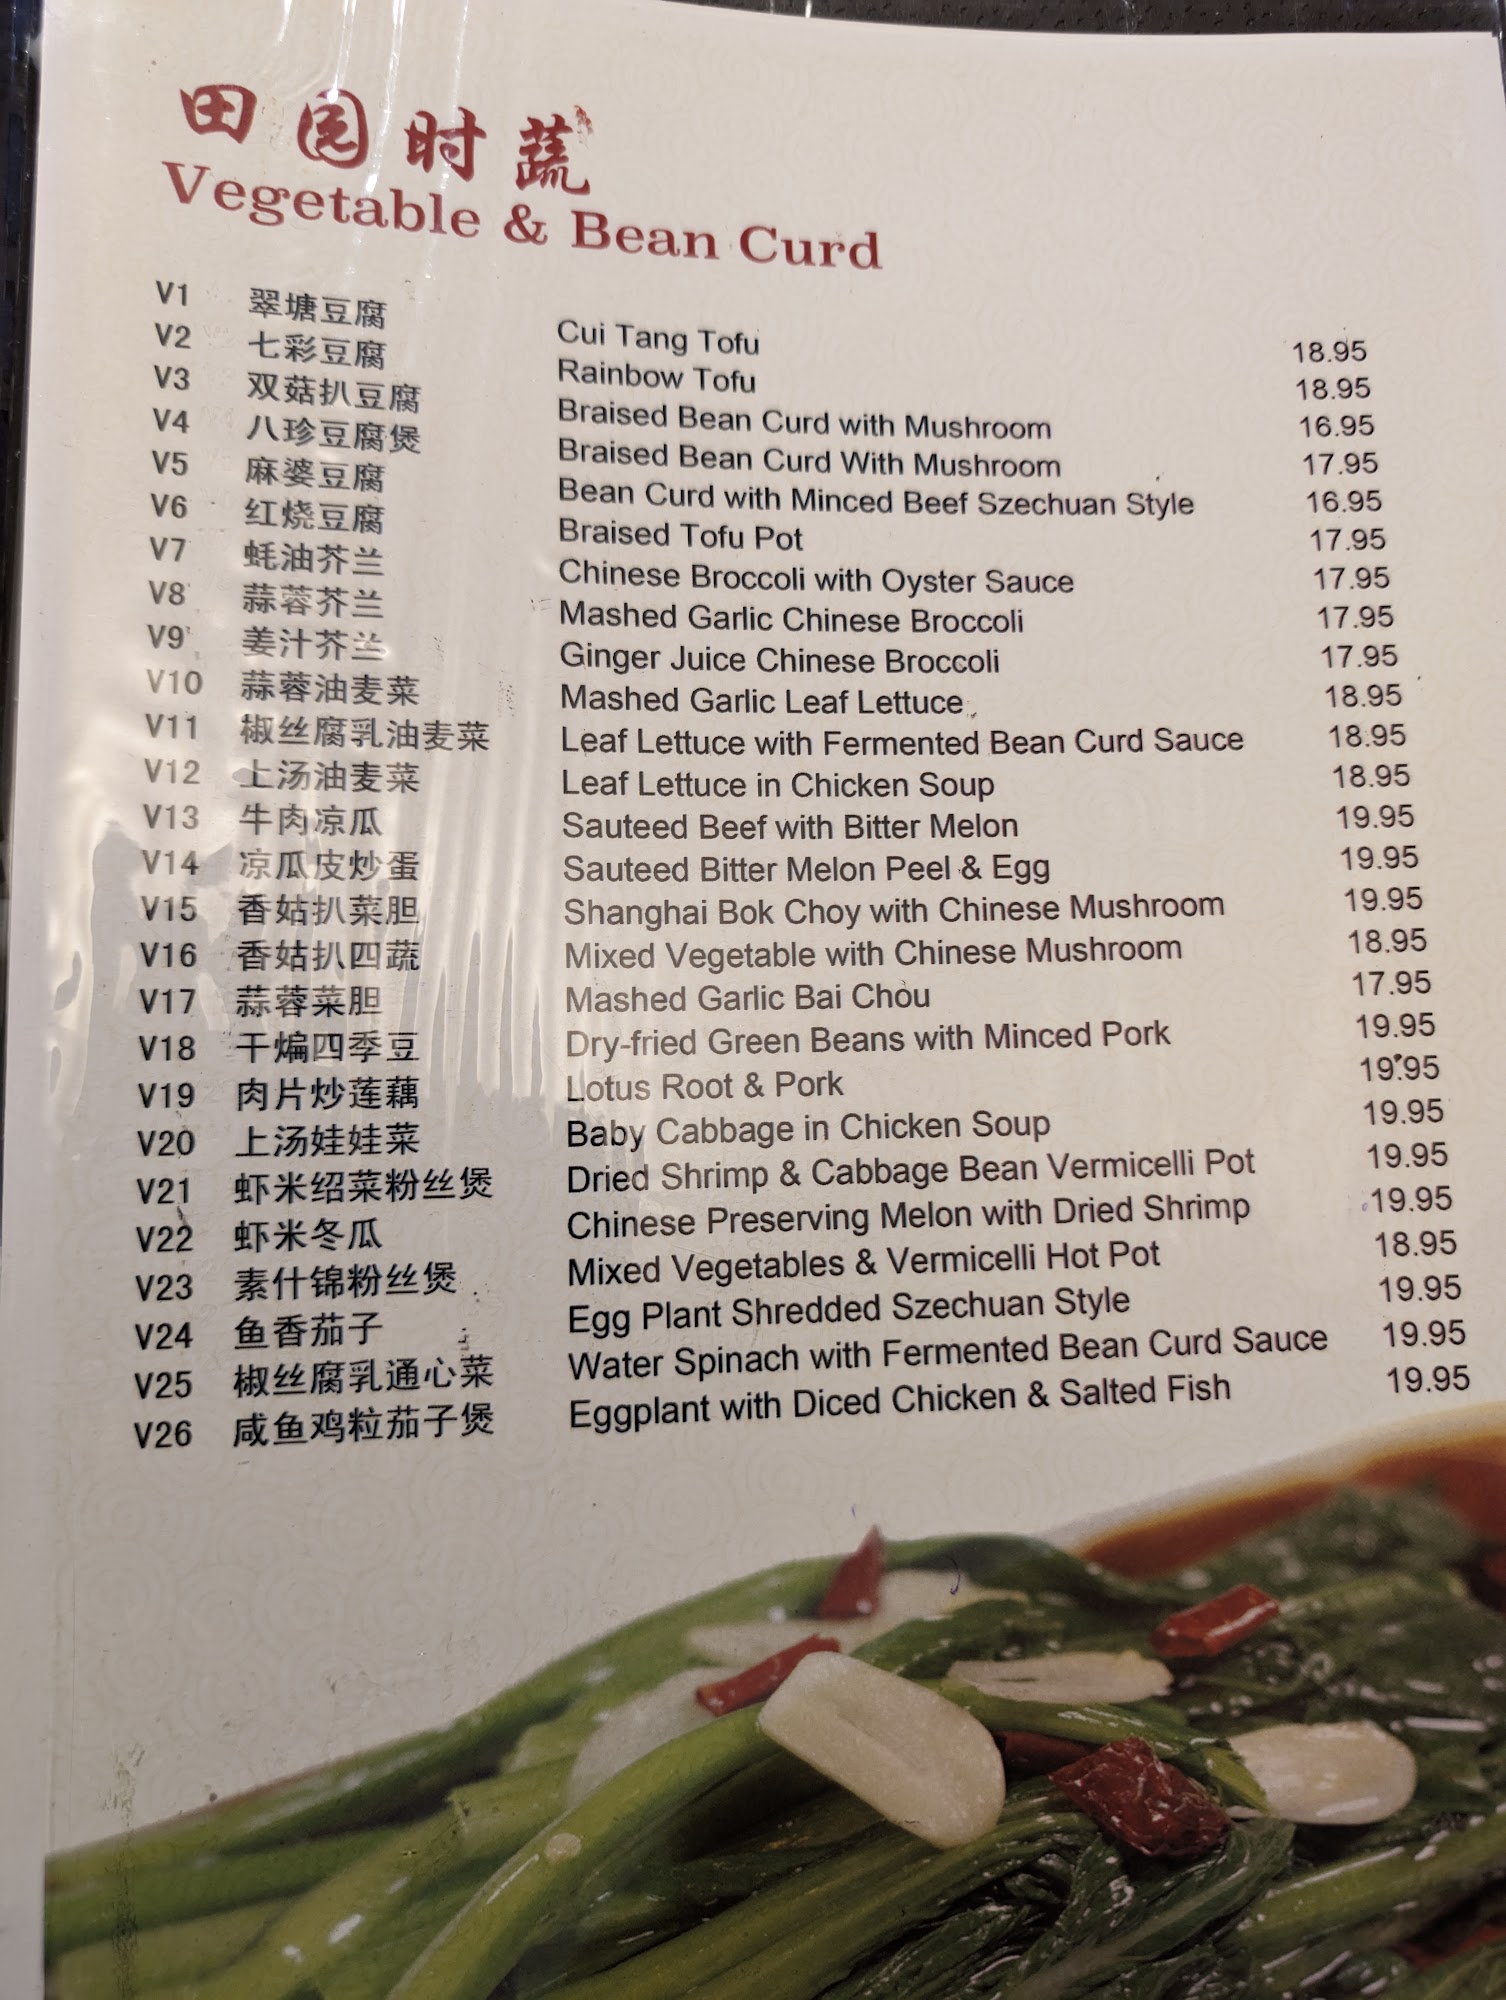 田园时蔬
Vegetable & Bean Curd
V1 翠塘豆腐 Cui Tang Tofu 18.95
V2 七彩豆腐 Rainbow Tofu 18.95
V3 双菇扒豆腐 Braised Bean Curd with Mushroom 16.95
V4 八珍豆腐煲 Braised Bean Curd With Mushroom 17.95
V5 麻婆豆腐 Bean Curd with Minced Beef Szechuan Style 16.95
V6 红烧豆腐 Braised Tofu Pot 17.95
V7 蚝油芥兰 Chinese Broccoli with Oyster Sauce 17.95
V8 蒜蓉芥兰 Mashed Garlic Chinese Broccoli 17.95
V9 姜汁芥兰 Ginger Juice Chinese Broccoli 17.95
V10 蒜蓉油麦菜 Mashed Garlic Leaf Lettuce 18.95
V11 椒丝腐乳油麦菜 Leaf Lettuce with Fermented Bean Curd Sauce 18.95
V12 上汤油麦菜 Leaf Lettuce in Chicken Soup 18.95
V13 牛肉凉瓜 Sauteed Beef with Bitter Melon 19.95
V14 凉瓜皮炒蛋 Sauteed Bitter Melon Peel & Egg 19.95
V15 香姑扒菜胆 Shanghai Bok Choy with Chinese Mushroom 19.95
V16 香姑扒四蔬 Mixed Vegetable with Chinese Mushroom 18.95
V17 蒜蓉菜胆 Mashed Garlic Bai Chou 17.95
V18 干煸四季豆 Dry-fried Green Beans with Minced Pork 19.95
V19 肉片炒莲藕 Lotus Root & Pork 19.95
V20 上汤娃娃菜 Baby Cabbage in Chicken Soup 19.95
V21 虾米绍菜粉丝煲 Dried Shrimp & Cabbage Bean Vermicelli Pot 19.95
V22 虾米冬瓜 Chinese Preserving Melon with Dried Shrimp 19.95
V23 素什锦粉丝煲 Mixed Vegetables & Vermicelli Hot Pot 18.95
V24 鱼香茄子 Egg Plant Shredded Szechuan Style 19.95
V25 椒丝腐乳通心菜 Water Spinach with Fermented Bean Curd Sauce 19.95
V26 咸鱼鸡粒茄子煲 Eggplant with Diced Chicken & Salted Fish 19.95